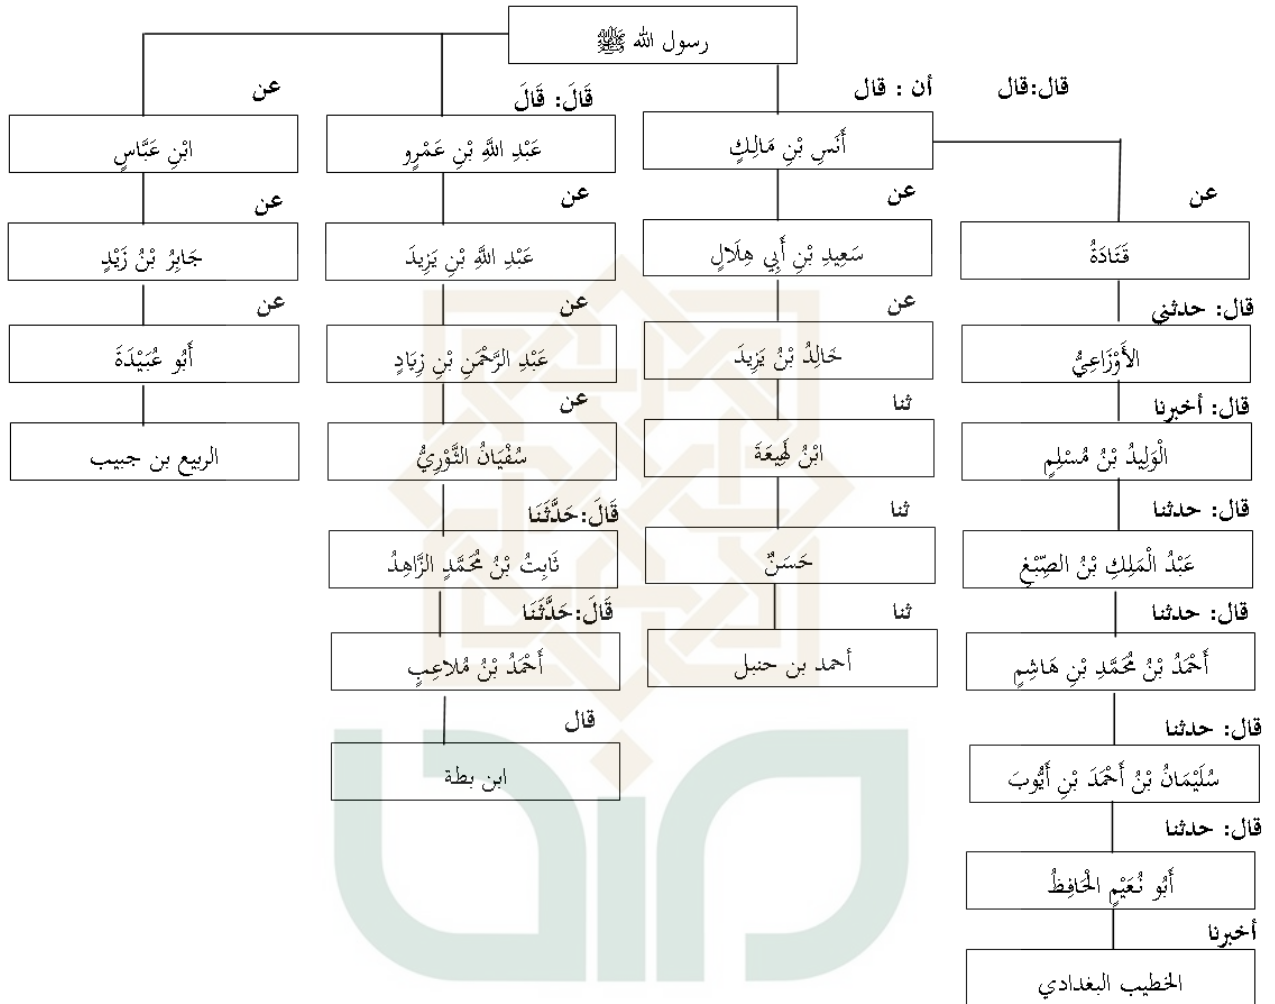 رسول الله ﷺ
قال:قال
أن : قال
قَالَ: قَالَ
عن
أَنَسِ بْنِ مَالِكٍ
عَبْدِ اللَّهِ بْنِ عَمْرٍو
ابْنِ عَبَّاسٍ
عن
عن
عن
عن
قَتَادَةُ
سَعِيدِ بْنِ أَبِي هِلَالٍ
عَبْدِ اللَّهِ بْنِ يَزِيدَ
جَابِرُ بْنُ زَيْدٍ
قال: حدثني
عن
عن
عن
الأَوْزَاعِيُّ
خَالِدُ بْنُ يَزِيدَ
عَبْدِ الرَّحْمَنِ بْنِ زِيَادٍ
أَبُو عُبَيْدَةَ
قال: أخبرنا
ثنا
عن
الْوَلِيدُ بْنُ مُسْلِمٍ
ابْنُ لَهِيعَةَ
سُفْيَانُ الثَّوْرِيُّ
الربيع بن جبيب
قال: حدثنا
ثنا
قَالَ:حَدَّثَنَا
عَبْدُ الْمَلِكِ بْنُ الصِّبْغِ
حَسَنٌ
ثَابِتُ بْنُ مُحَمَّدٍ الزَّاهِدُ
قال: حدثنا
ثنا
قَالَ:حَدَّثَنَا
أَحْمَدُ بْنُ مُحَمَّدِ بْنِ هَاشِمٍ
أحمد بن حنبل
أَحْمَدُ بْنُ مُلاعِبٍ
قال: حدثنا
قال
سُلَيْمَانُ بْنُ أَحْمَدَ بْنِ أَيُّوبَ
ابن بطة
قال: حدثنا
أَبُو نُعَيْمٍ الْحَافِظُ
أخبرنا
الخطيب البغدادي